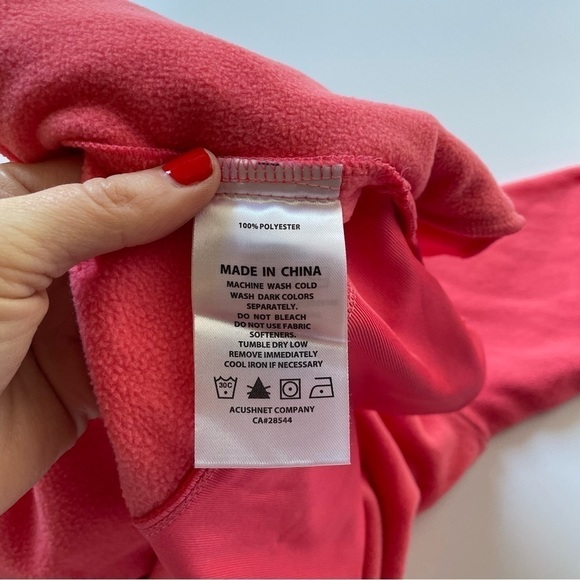 100% POLYESTER
MADE IN CHINA
MACHINE WASH COLD
WASH DARK COLORS
SEPARATELY.
DO NOT BLEACH
DO NOT USE FABRIC
SOFTENERS.
TUMBLE DRY LOW
REMOVE IMMEDIATELY
COOL IRON IF NECESSARY
30C
ACUSHNET COMPANY
CA#28544